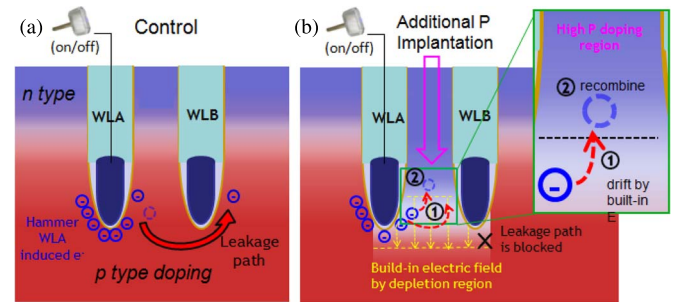 (a)
Control
(on/off)
n type
WLA
WLB
Hammer
WLA
induced e⁻
Leakage
path
p type doping
(b)
Additional P
Implantation
(on/off)
WLA
WLB
②
①
Leakage path
is blocked
Build-in electric field
by depletion region
High P doping
region
② recombine
①
drift by
built-in
E